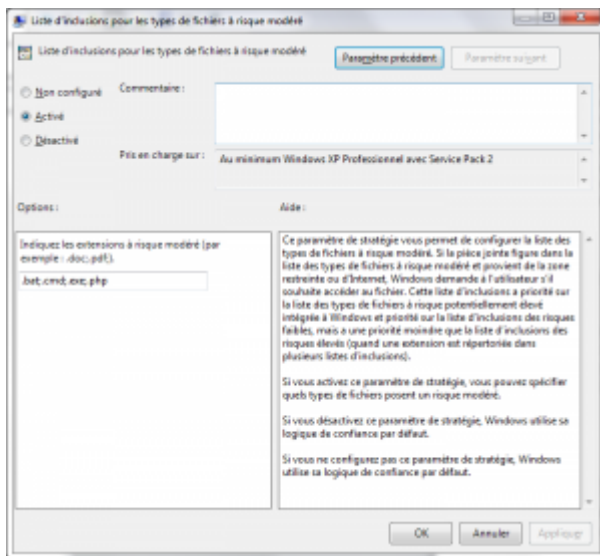 Liste d'inclusions pour les types de fichiers à risque modéré
Liste d'inclusions pour les types de fichiers à risque modéré
Paramètre précédent
Paramètre suivant
Non configuré
Commentaire :
Activé
Désactivé
Pris en charge sur :
Au minimum Windows XP Professionnel avec Service Pack 2
Options :
Aide :
Indiquez les extensions à risque modéré (par
exemple : .doc;.pdf;).
.bat;.cmd;.exe;.php
Ce paramètre de stratégie vous permet de configurer la liste des
types de fichiers à risque modéré. Si la pièce jointe figure dans la
liste des types de fichiers à risque modéré et provient de la zone
restreinte ou d'Internet, Windows demande à l'utilisateur s'il
souhaite accéder au fichier. Cette liste d'inclusions a priorité sur
la liste des types de fichiers à risque potentiellement élevé
intégrée à Windows et priorité sur la liste d'inclusions des risques
faibles, mais a une priorité moindre que la liste d'inclusions des
risques élevés (quand une extension est répertoriée dans
plusieurs listes d'inclusions).
Si vous activez ce paramètre de stratégie, vous pouvez spécifier
quels types de fichiers posent un risque modéré.
Si vous désactivez ce paramètre de stratégie, Windows utilise sa
logique de confiance par défaut.
Si vous ne configurez pas ce paramètre de stratégie, Windows
utilise sa logique de confiance par défaut.
OK
Annuler
Appliquer